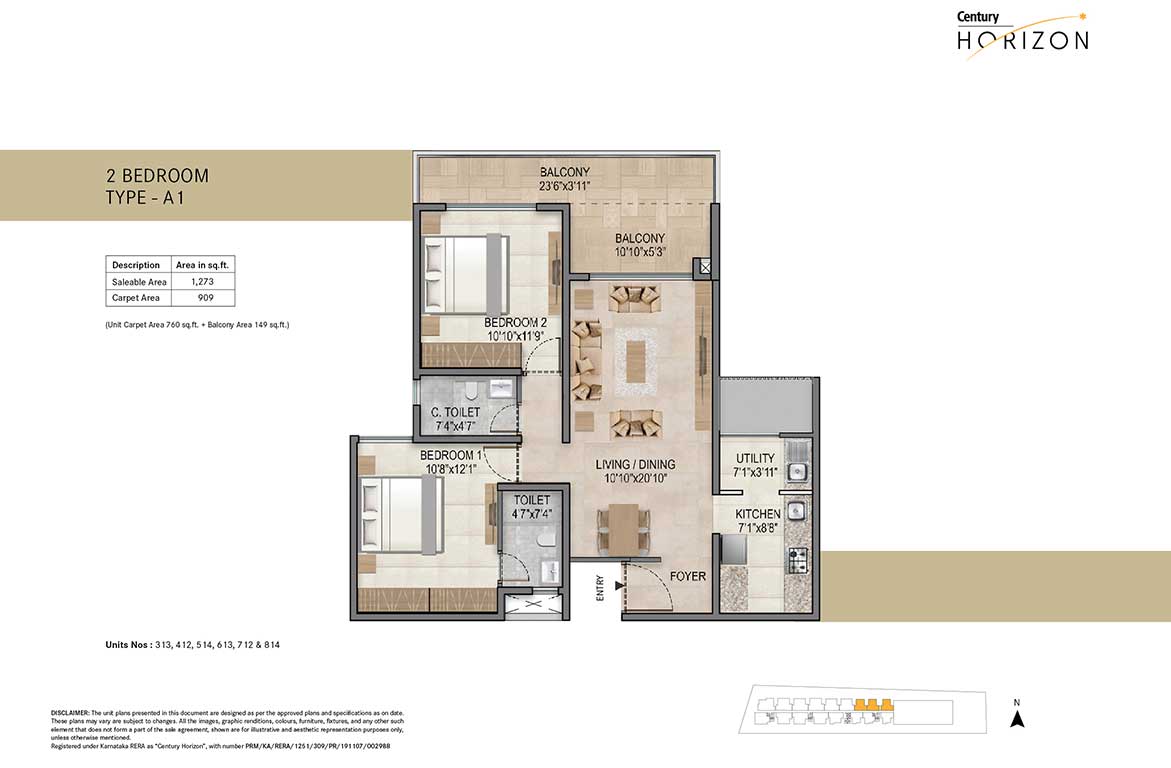 Century
HORIZON
2 BEDROOM
TYPE - A1
Description Area in sq.ft.
Saleable Area 1,273
Carpet Area 909
(Unit Carpet Area 760 sq.ft. + Balcony Area 149 sq.ft.)
BALCONY
23'6"x3'11"
BALCONY
10'10"x5'3"
BEDROOM 2
10'10"x11'9"
C. TOILET
7'4"x4'7"
BEDROOM 1
10'8"x12'1"
LIVING / DINING
10'10"x20'10"
UTILITY
7'1"x3'11"
TOILET
4'7"x7'4"
KITCHEN
7'1"x8'8"
FOYER
ENTRY
Units Nos : 313, 412, 514, 613, 712 & 814
DISCLAIMER: The unit plans presented in this document are designed as per the approved plans and specifications as on date.
These plans may vary are subject to changes. All the images, graphic renditions, colours, furniture, fixtures, and any other such
element that does not form a part of the sale agreement, shown are for illustrative and aesthetic representation purposes only,
unless otherwise mentioned.
Registered under Karnataka RERA as "Century Horizon", with number PRM/KA/RERA/1251/309/PR/191107/002988
N